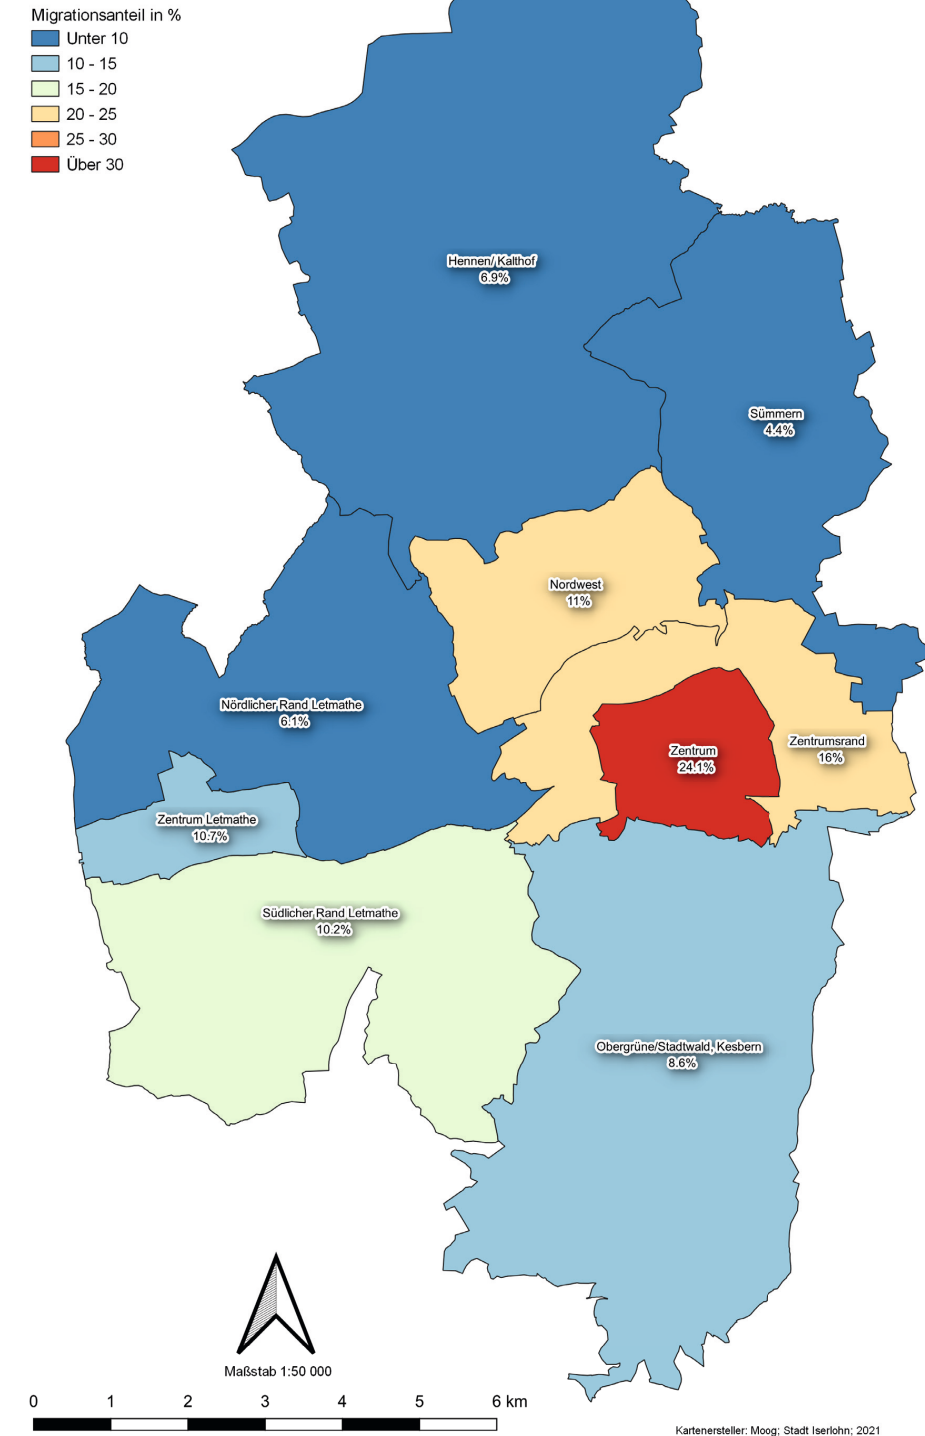 Migrationsanteil in %
Unter 10
10 - 15
15 - 20
20 - 25
25 - 30
Über 30
Hennen/ Kalthof
6.9%
Sümmern
4.4%
Nordwest
11%
Nördlicher Rand Letmathe
6.1%
Zentrumsrand
16%
Zentrum
24.1%
Zentrum Letmathe
10.7%
Südlicher Rand Letmathe
10.2%
Obergrüne/Stadtwald, Kesbern
8.6%
Maßstab 1:50 000
0 1 2 3 4 5 6 km
Kartenersteller: Moog; Stadt Iserlohn; 2021